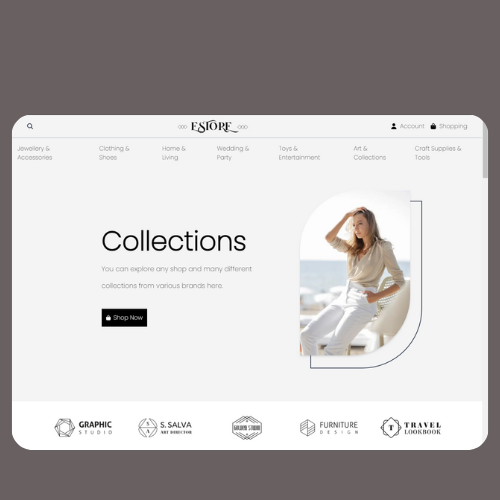 ESTORE
Account Shopping
Jewellery & Accessories
Clothing & Shoes
Home & Living
Wedding & Party
Toys & Entertainment
Art & Collections
Craft Supplies & Tools
Collections
You can explore any shop and many different
collections from various brands here.
Shop Now
GRAPHIC
STUDIO
S
A
S. SALVA
ART DIRECTOR
STUDIO
FURNITURE
DESIGN
T
TRAVEL
LOOKBOOK